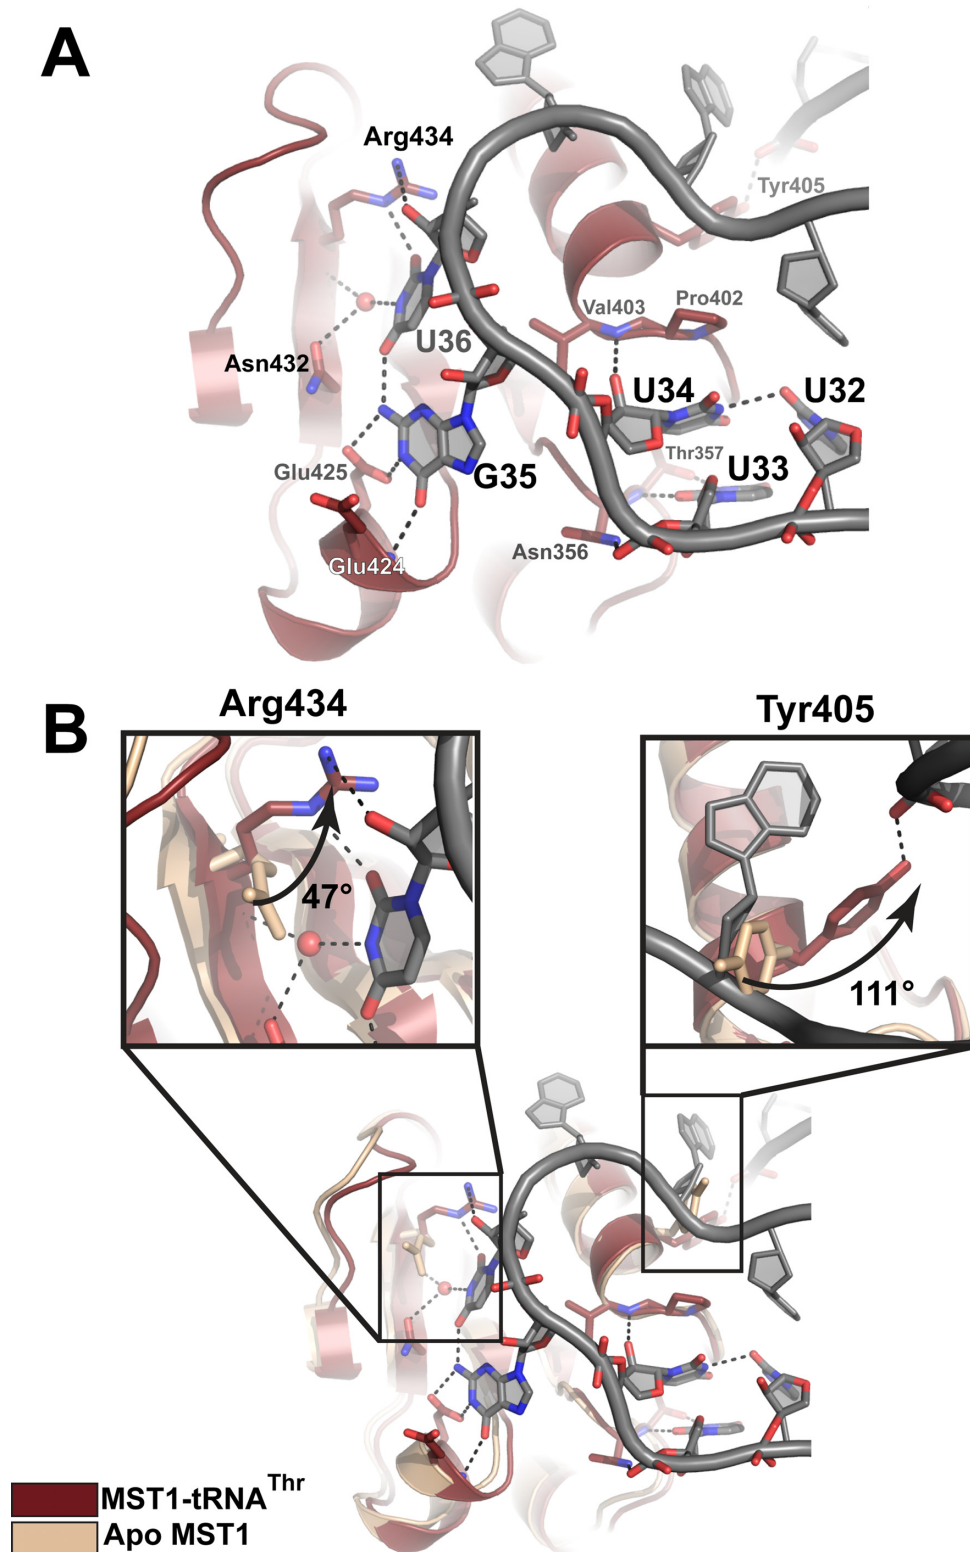 A
Arg434
Tyr405
Val403
Pro402
U36
Asn432
U34
U32
Thr357
U33
Glu425
G35
Asn356
Glu424
B
Arg434
Tyr405
47°
111°
MST1-tRNAThr
Apo MST1